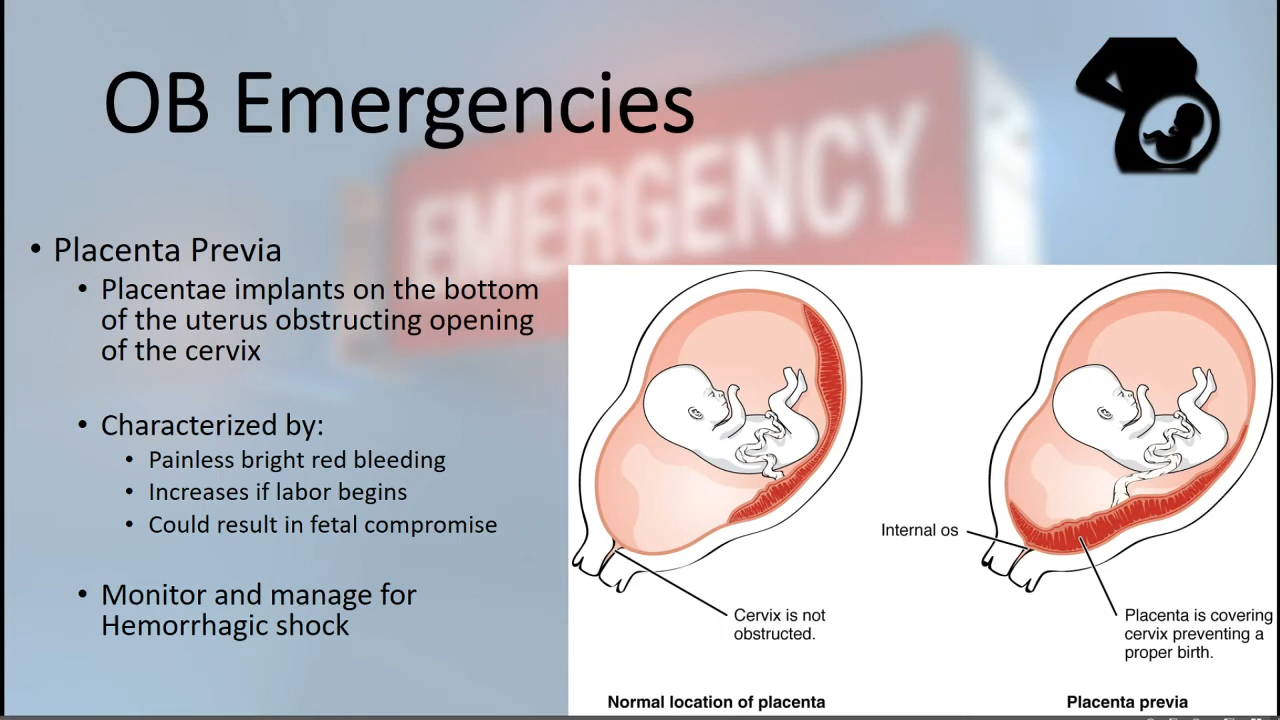 OB Emergencies
EMERGENCY
• Placenta Previa
• Placentae implants on the bottom
of the uterus obstructing opening
of the cervix
• Characterized by:
• Painless bright red bleeding
• Increases if labor begins
• Could result in fetal compromise
• Monitor and manage for
Hemorrhagic shock
Cervix is not
obstructed.
Normal location of placenta
Internal os
Placenta is covering
cervix preventing a
proper birth.
Placenta previa